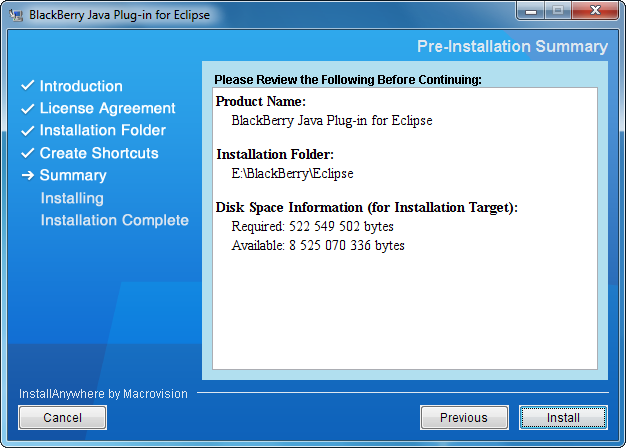 BlackBerry Java Plug-in for Eclipse
Pre-Installation Summary
Introduction
License Agreement
Installation Folder
Create Shortcuts
Summary
Installing
Installation Complete
Please Review the Following Before Continuing:
Product Name:
BlackBerry Java Plug-in for Eclipse
Installation Folder:
E:\BlackBerry\Eclipse
Disk Space Information (for Installation Target):
Required: 522 549 502 bytes
Available: 8 525 070 336 bytes
InstallAnywhere by Macrovision
Cancel
Previous
Install